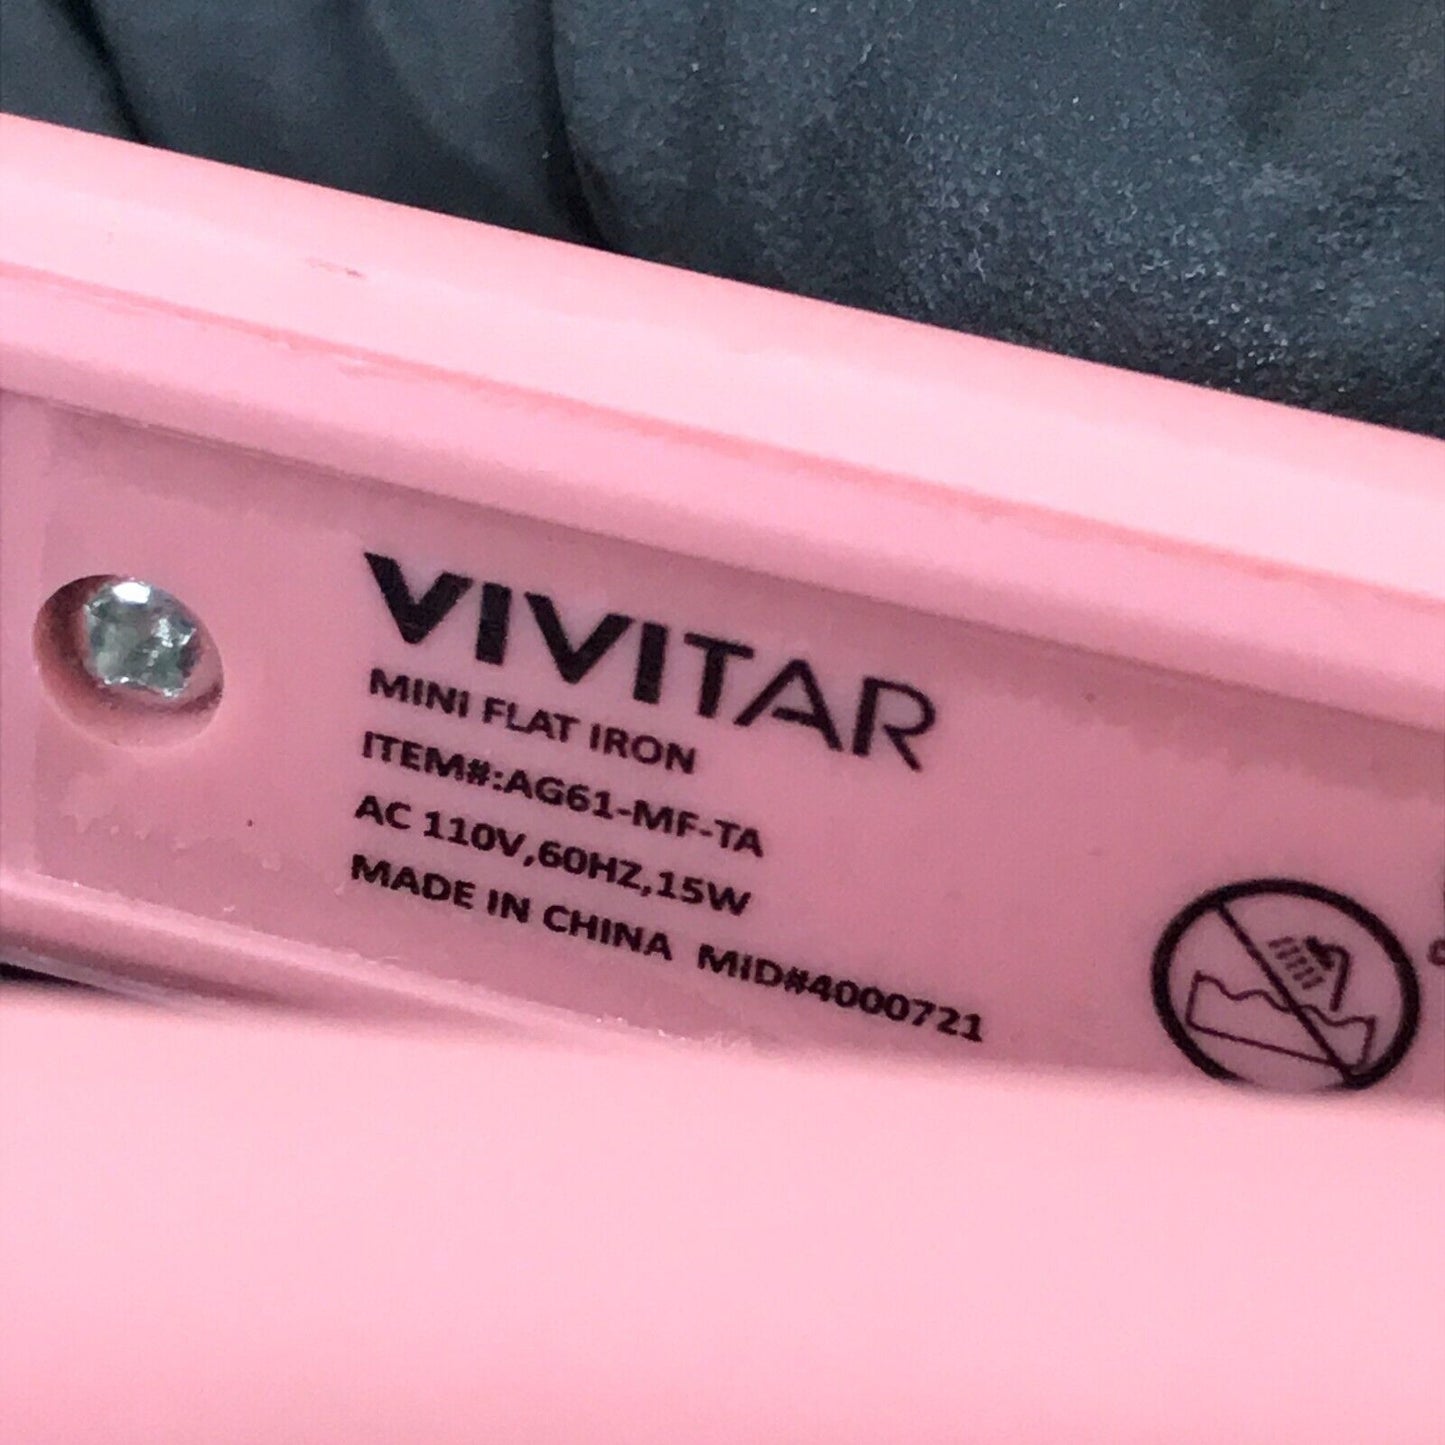 VIVITAR
MINI FLAT IRON
ITEM#:AG61-MF-TA
AC 110V,60HZ,15W
MADE IN CHINA MID#4000721